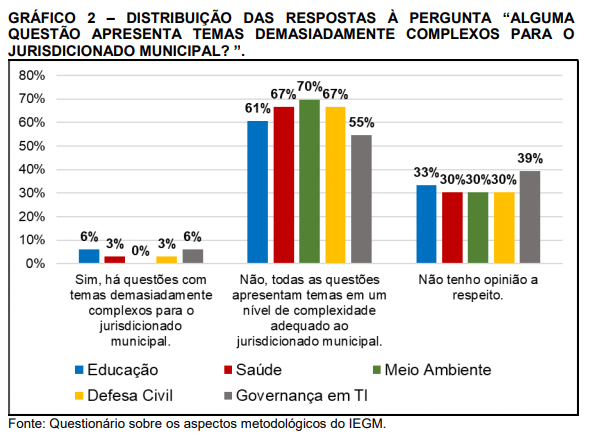 GRÁFICO 2 – DISTRIBUIÇÃO DAS RESPOSTAS À PERGUNTA “ALGUMA
QUESTÃO APRESENTA TEMAS DEMASIADAMENTE COMPLEXOS PARA O
JURISDICIONADO MUNICIPAL? ”.
80%
70%
60%
50%
40%
30%
20%
10%
0%
6%
3%
0%
3%
6%
61%
67%
70%
67%
55%
33%
30%
30%
30%
39%
Sim, há questões com
temas demasiadamente
complexos para o
jurisdicionado
municipal.
Não, todas as questões
apresentam temas em um
nível de complexidade
adequado ao
jurisdicionado municipal.
Não tenho opinião a
respeito.
Educação
Saúde
Meio Ambiente
Defesa Civil
Governança em TI
Fonte: Questionário sobre os aspectos metodológicos do IEGM.